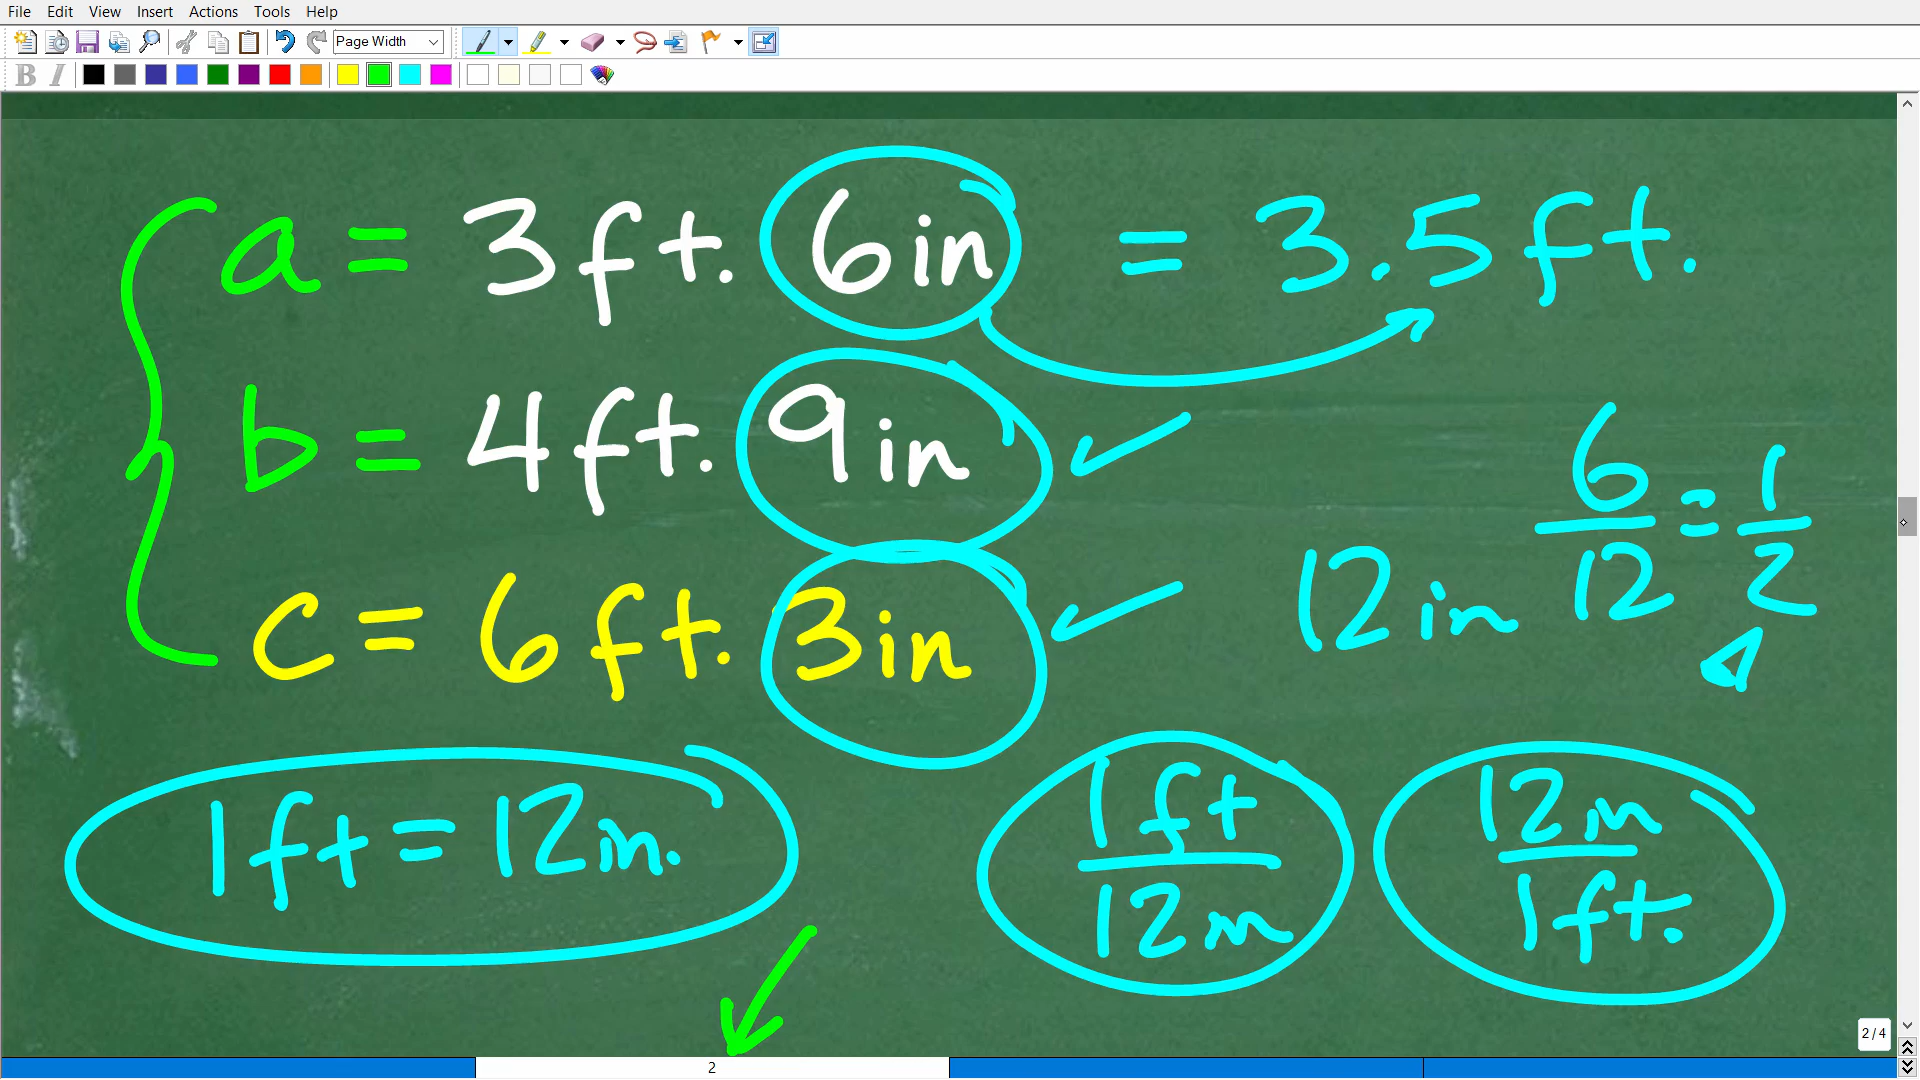 File Edit View Insert Actions Tools Help
Page Width
B I
a = 3 ft. 6 in = 3.5 ft.
b = 4 ft. 9 in
6/12 = 1/2
12 in
c = 6 ft. 3 in
1 ft = 12 in.
1 ft/12 in
12 in/1 ft.
2/4
2